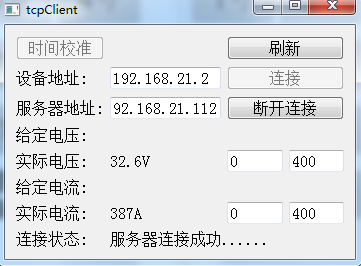 tcpClient
时间校准 刷新
设备地址: 192.168.21.2 连接
服务器地址: 92.168.21.112 断开连接
给定电压:
实际电压: 32.6V 0 400
给定电流:
实际电流: 387A 0 400
连接状态: 服务器连接成功......